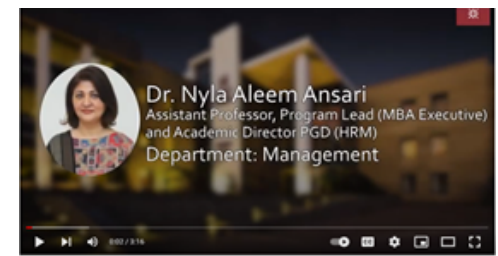 Dr. Nyla Aleem Ansari
Assistant Professor, Program Lead (MBA Executive)
and Academic Director PGD (HRM)
Department: Management
0:02 / 3:16